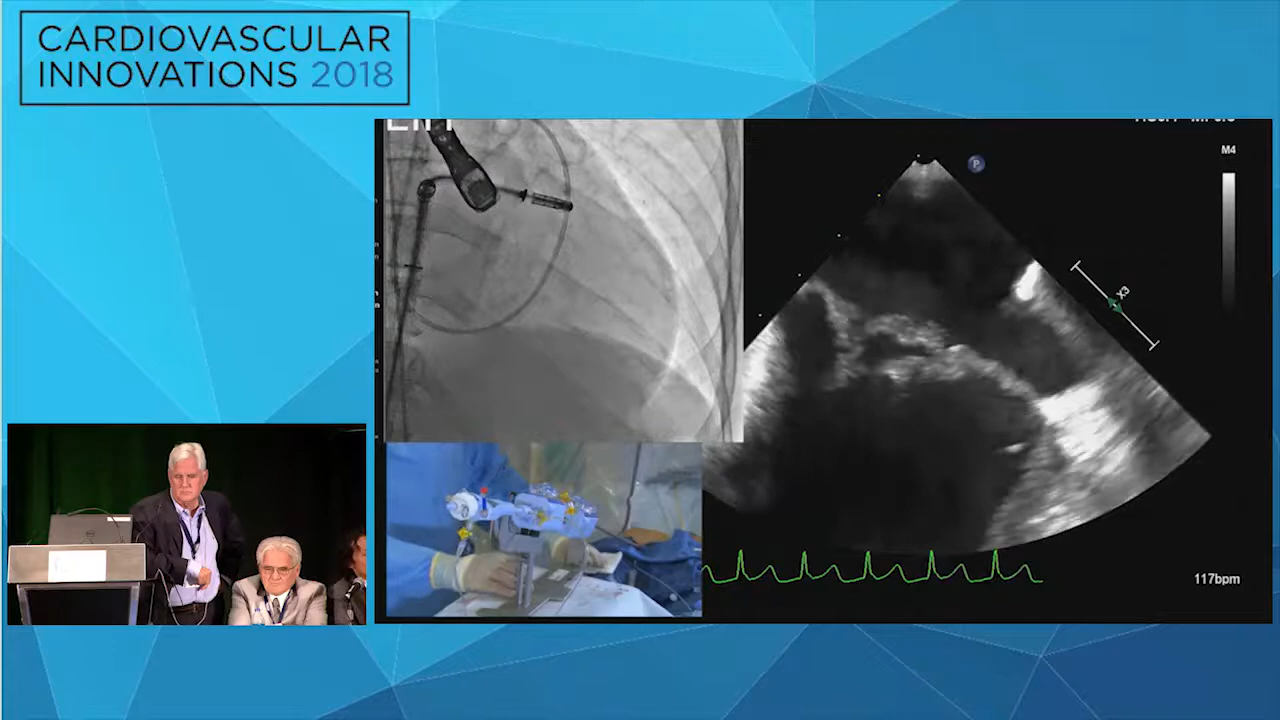 CARDIOVASCULAR
INNOVATIONS 2018
P
M4
X3
117bpm